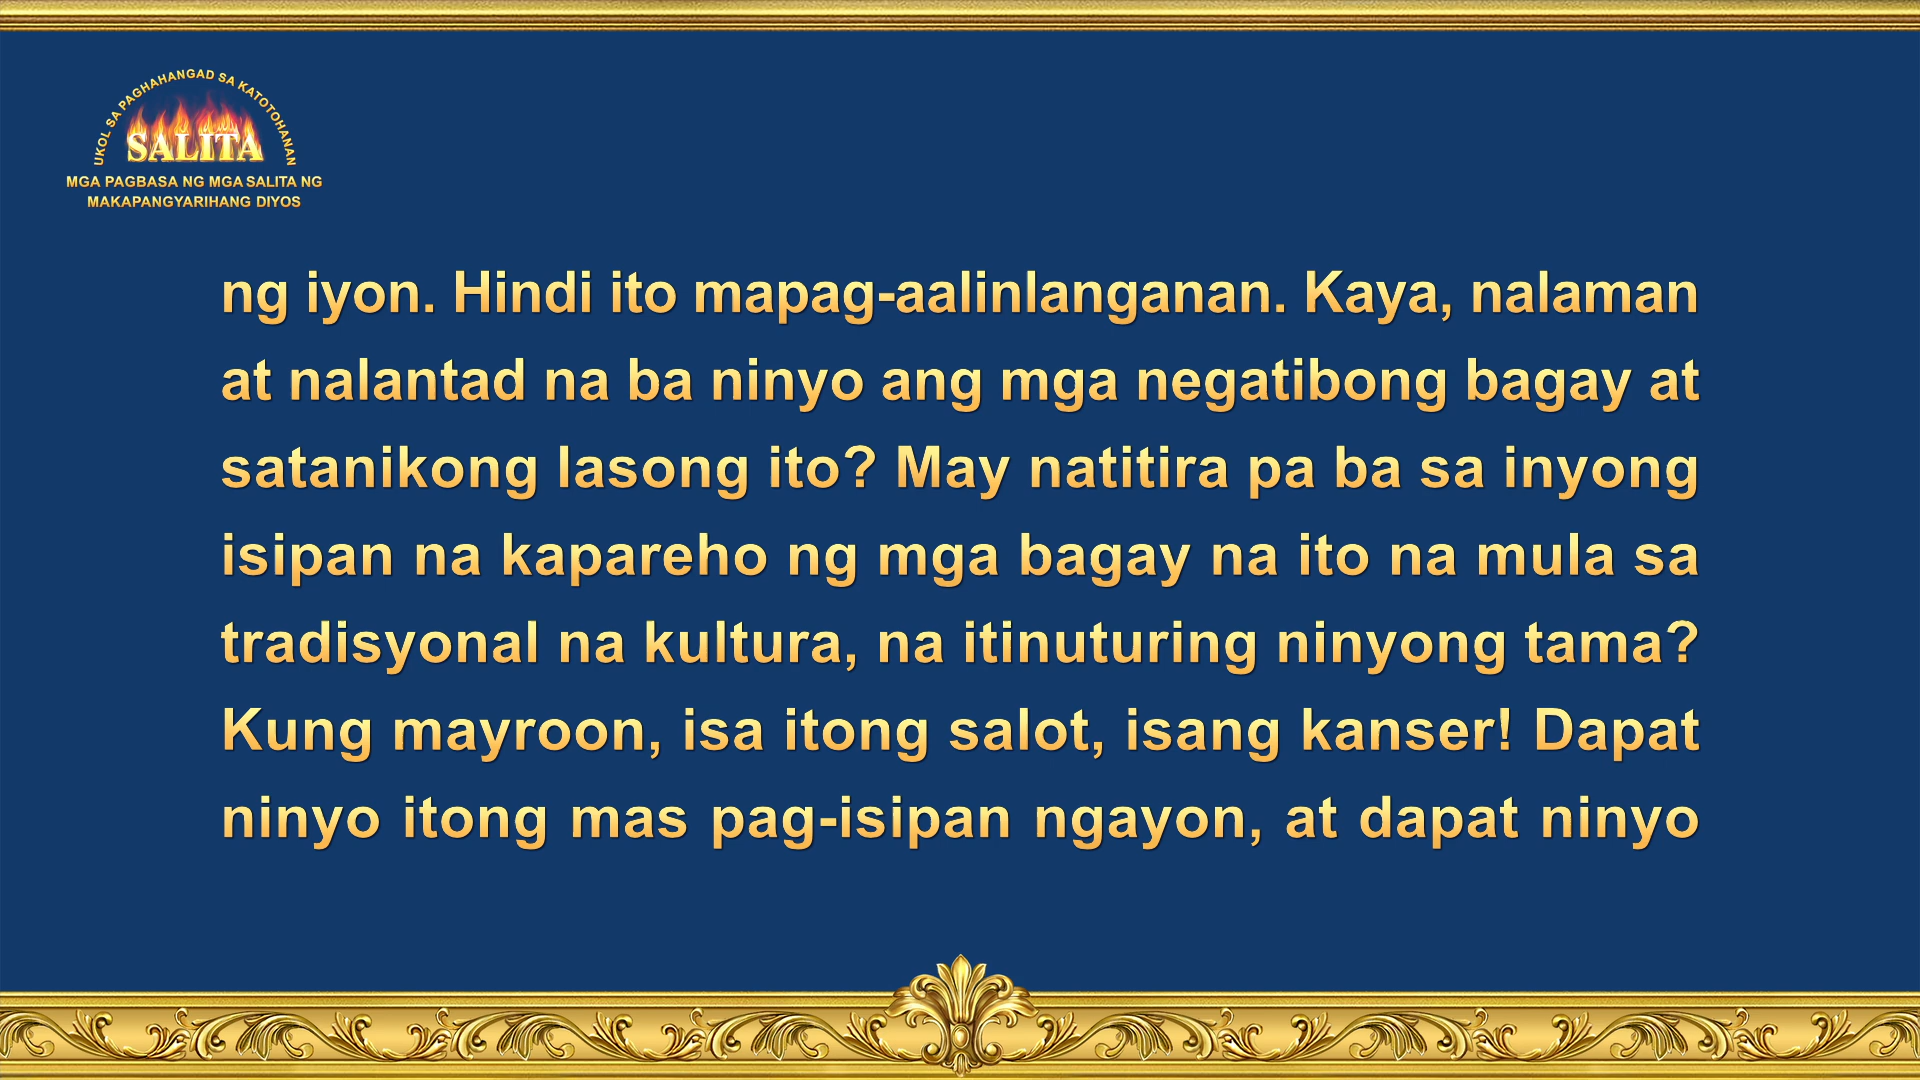 UKOL SA PAGHAHANGAD SA KATOTOHANAN
SALITA
MGA PAGBASA NG MGA SALITA NG
MAKAPANGYARIHANG DIYOS
ng iyon. Hindi ito mapag-aalinlanganan. Kaya, nalaman
at nalantad na ba ninyo ang mga negatibong bagay at
satanikong lasong ito? May natitira pa ba sa inyong
isipan na kapareho ng mga bagay na ito na mula sa
tradisyonal na kultura, na itinuturing ninyong tama?
Kung mayroon, isa itong salot, isang kanser! Dapat
ninyo itong mas pag-isipan ngayon, at dapat ninyo